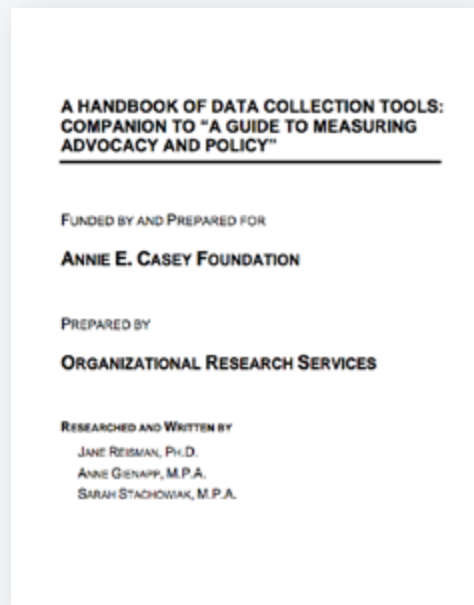 A HANDBOOK OF DATA COLLECTION TOOLS:
COMPANION TO "A GUIDE TO MEASURING
ADVOCACY AND POLICY"
FUNDED BY AND PREPARED FOR
ANNIE E. CASEY FOUNDATION
PREPARED BY
ORGANIZATIONAL RESEARCH SERVICES
RESEARCHED AND WRITTEN BY
JANE REISMAN, PH.D.
ANNE GIENAPP, M.P.A.
SARAH STACHOWIAK, M.P.A.